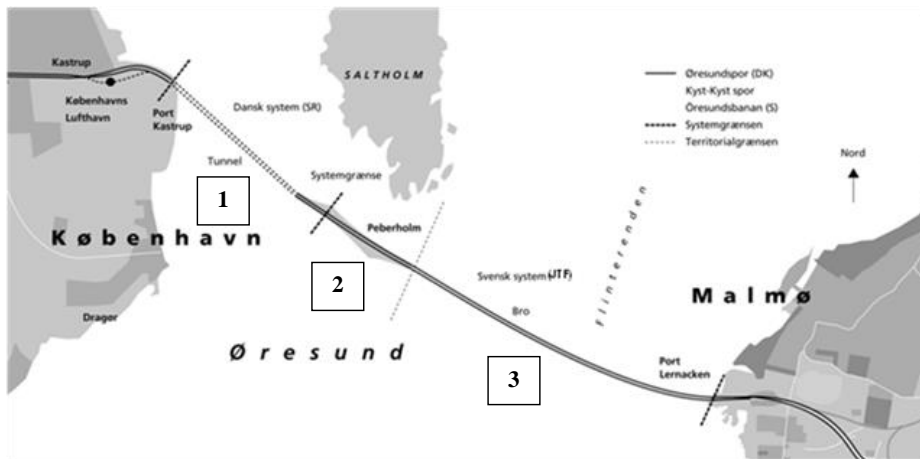 Kastrup
Københavns
Lufthavn
Port
Kastrup
Dansk system (SR)
SALTHOLM
Øresundspor (DK)
Kyst-Kyst spor
Öresundsbanan (S)
Systemgrænsen
Territorialgrænsen
Nord
Tunnel
1
Systemgrænse
Peberholm
København
2
Svensk system (JTF)
Flinterenden
Bro
Malmø
Drager
Øresund
3
Port
Lernacken